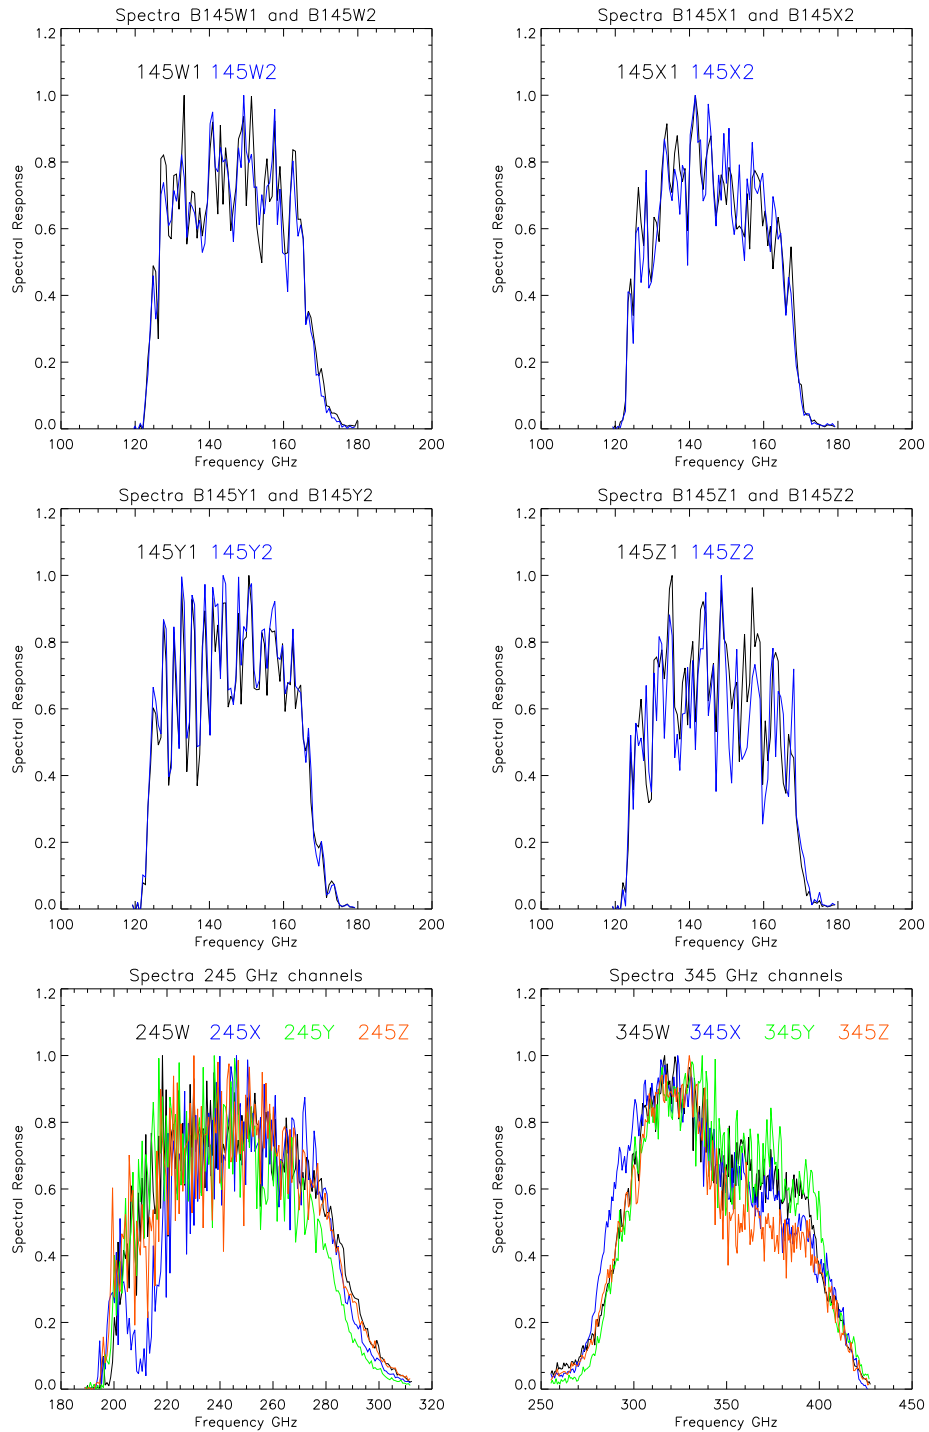 Spectra B145W1 and B145W2
145W1 145W2
Spectral Response
1.2
1.0
0.8
0.6
0.4
0.2
0.0
100 120 140 160 180 200
Frequency GHz
Spectra B145X1 and B145X2
145X1 145X2
Spectral Response
1.2
1.0
0.8
0.6
0.4
0.2
0.0
100 120 140 160 180 200
Frequency GHz
Spectra B145Y1 and B145Y2
145Y1 145Y2
Spectral Response
1.2
1.0
0.8
0.6
0.4
0.2
0.0
100 120 140 160 180 200
Frequency GHz
Spectra B145Z1 and B145Z2
145Z1 145Z2
Spectral Response
1.2
1.0
0.8
0.6
0.4
0.2
0.0
100 120 140 160 180 200
Frequency GHz
Spectra 245 GHz channels
245W 245X 245Y 245Z
Spectral Response
1.2
1.0
0.8
0.6
0.4
0.2
0.0
180 200 220 240 260 280 300 320
Frequency GHz
Spectra 345 GHz channels
345W 345X 345Y 345Z
Spectral Response
1.2
1.0
0.8
0.6
0.4
0.2
0.0
250 300 350 400 450
Frequency GHz